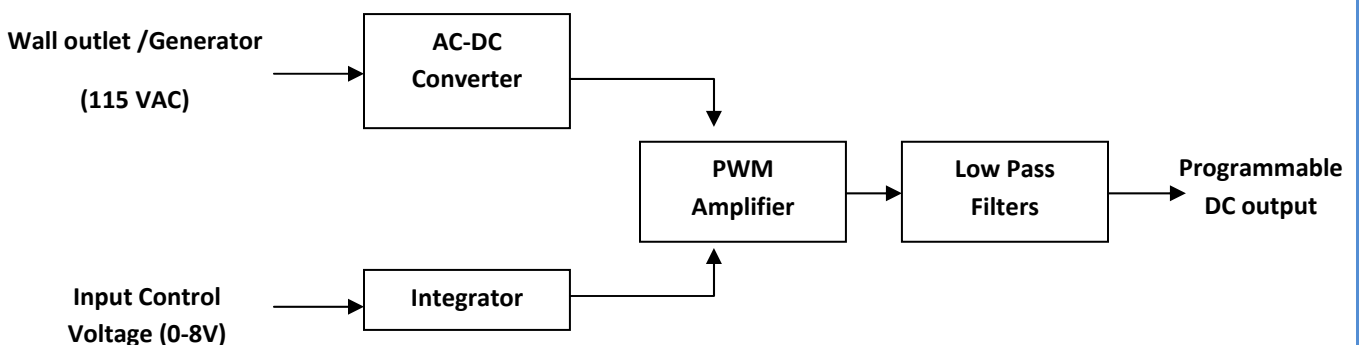 Wall outlet /Generator
(115 VAC)
AC-DC
Converter
PWM
Amplifier
Low Pass
Filters
Programmable
DC output
Input Control
Voltage (0-8V)
Integrator